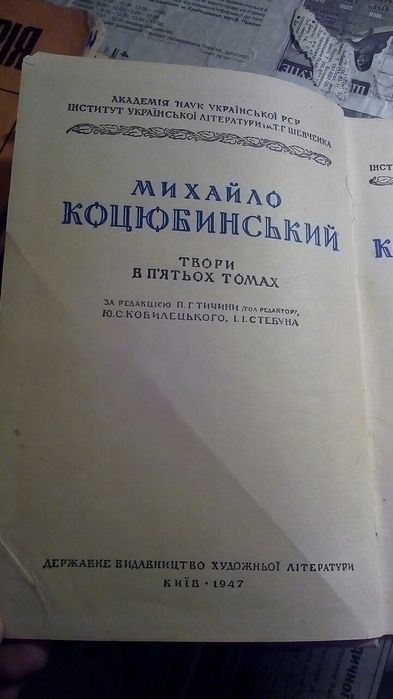 АКАДЕМІЯ НАУК УКРАЇНСЬКОЇ РСР
ІНСТИТУТ УКРАЇНСЬКОЇ ЛІТЕРАТУРИ ім. Т. Г. ШЕВЧЕНКА
МИХАЙЛО
КОЦЮБИНСЬКИЙ
ТВОРИ
В П'ЯТЬОХ ТОМАХ
ЗА РЕДАКЦІЄЮ П. Г. ТИЧИНИ /ГОЛ. РЕДАКТОР/,
Ю. С. КОБИЛЕЦЬКОГО, І. І. СТЕБУНА
ДЕРЖАВНЕ ВИДАВНИЦТВО ХУДОЖНЬОЇ ЛІТЕРАТУРИ
КИЇВ • 1947